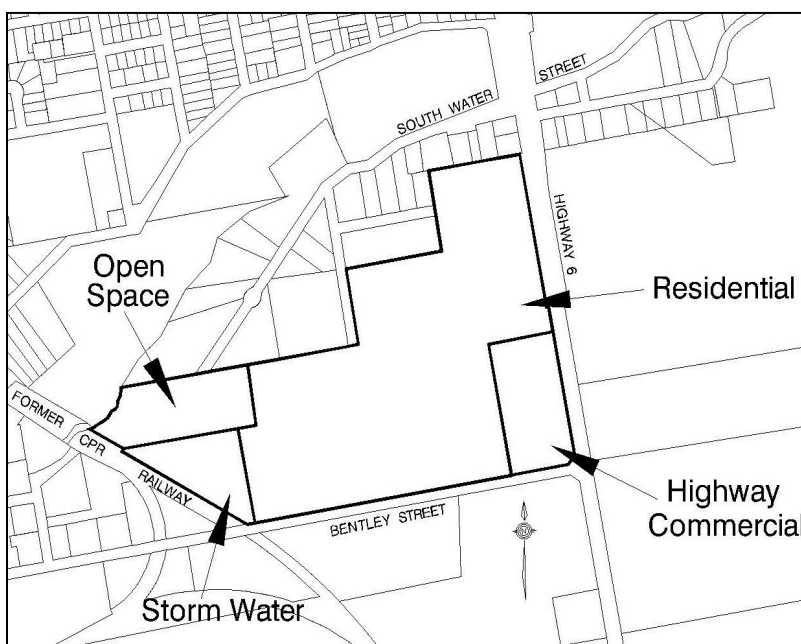 STREET
SOUTH WATER
HIGHWAY 6
Open
Space
Residential
FORMER
CPR
RAILWAY
BENTLEY STREET
Highway
Commercial
Storm Water